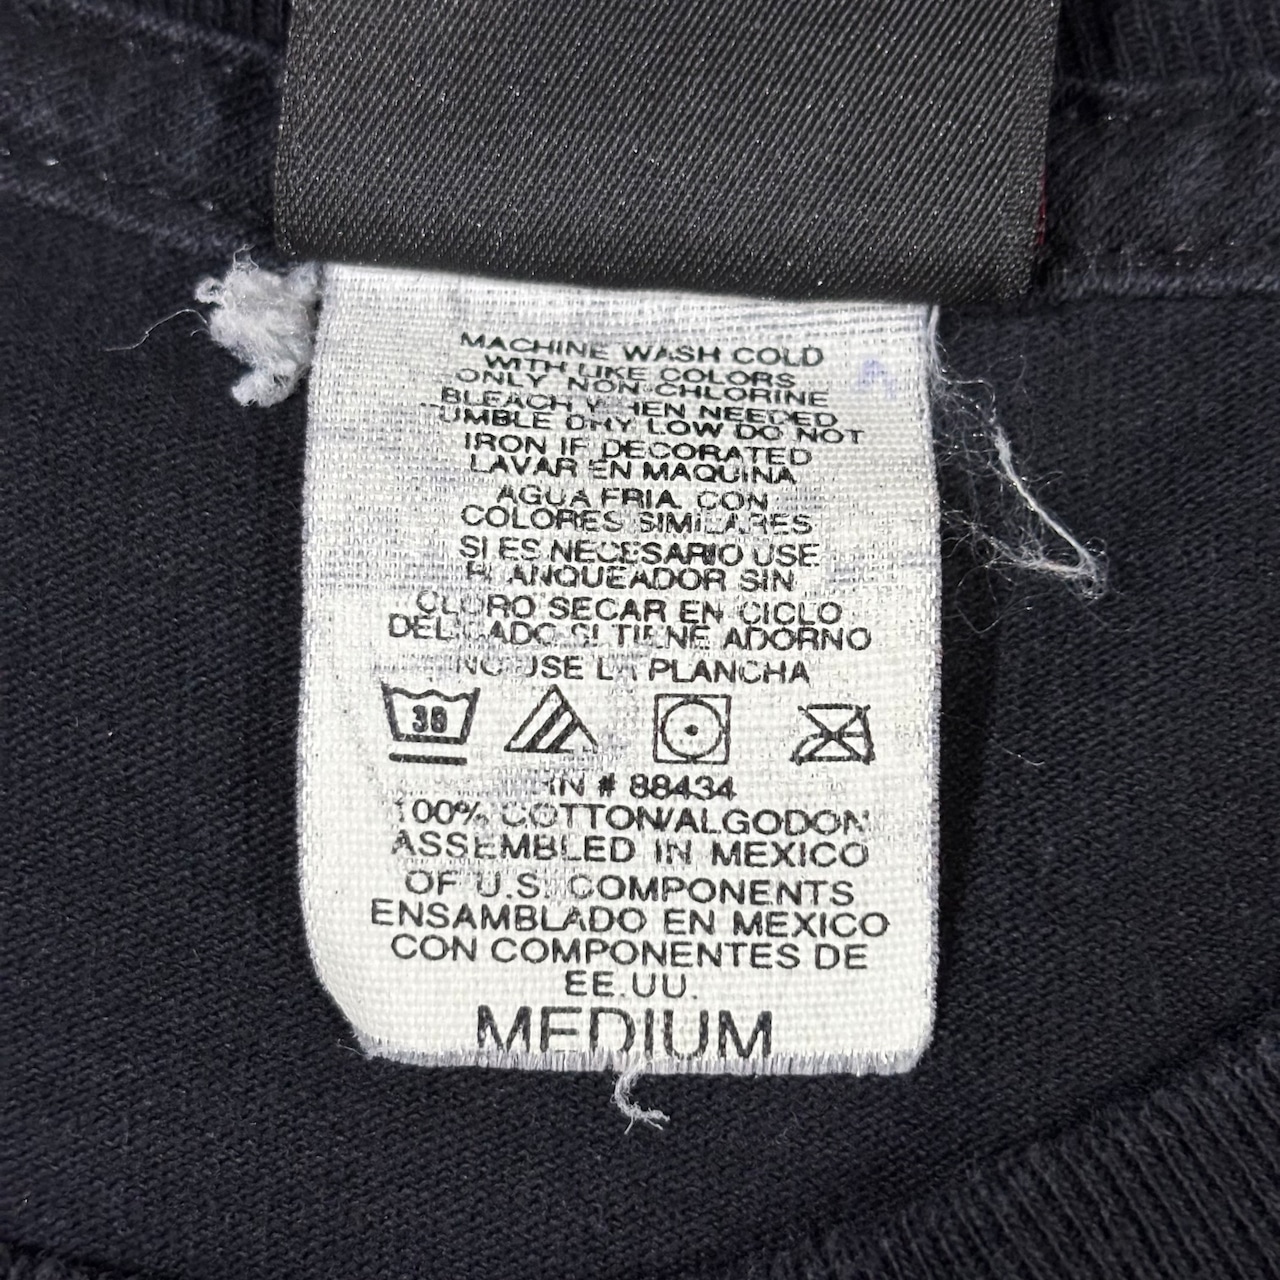 MACHINE WASH COLD
WITH LIKE COLORS
ONLY NON-CHLORINE
BLEACH WHEN NEEDED
TUMBLE DRY LOW DO NOT
IRON IF DECORATED
LAVAR EN MAQUINA
AGUA FRIA CON
COLORES SIMILARES
SI ES NECESARIO USE
BLANQUEADOR SIN
CLORO SECAR EN CICLO
DELICADO SI TIENE ADORNO
NO USE LA PLANCHA
30
RN # 88434
100% COTTON/ALGODON
ASSEMBLED IN MEXICO
OF U.S. COMPONENTS
ENSAMBLADO EN MEXICO
CON COMPONENTES DE
EE.UU.
MEDIUM